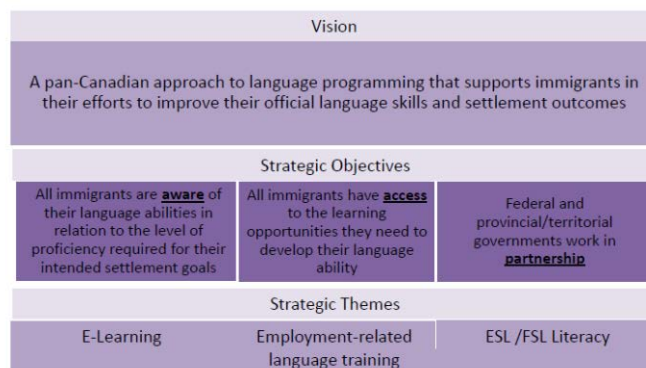 Vision
A pan-Canadian approach to language programming that supports immigrants in
their efforts to improve their official language skills and settlement outcomes
Strategic Objectives
All immigrants are aware of
their language abilities in
relation to the level of
proficiency required for their
intended settlement goals
All immigrants have access
to the learning
opportunities they need to
develop their language
ability
Federal and
provincial/territorial
governments work in
partnership
Strategic Themes
E-Learning
Employment-related
language training
ESL /FSL Literacy